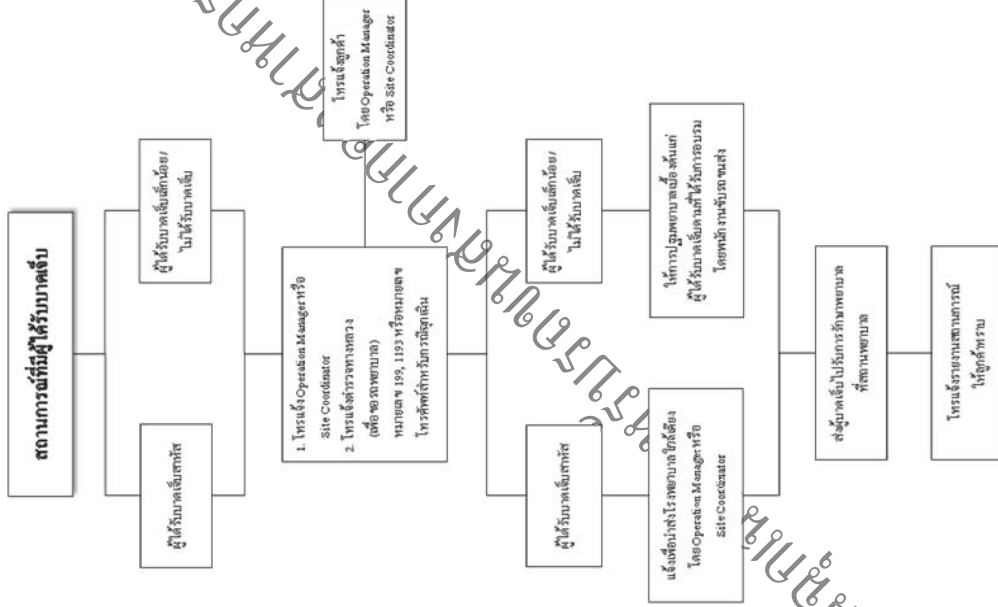 สถานการณ์ที่มีผู้ได้รับบาดเจ็บ
ผู้ได้รับบาดเจ็บสาหัส
ผู้ได้รับบาดเจ็บเล็กน้อย/
ไม่ได้รับบาดเจ็บ
1. โทรแจ้ง Operation Manager หรือ
Site Coordinator
2. โทรแจ้งตำรวจทางหลวง
(เพื่อขอรถพยาบาล)
หมายเลข 199, 1193 หรือหมายเลข
โทรศัพท์สำหรับกรณีฉุกเฉิน
โทรแจ้งลูกค้า
โดย Operation Manager
หรือ Site Coordinator
ผู้ได้รับบาดเจ็บสาหัส
ผู้ได้รับบาดเจ็บเล็กน้อย/
ไม่ได้รับบาดเจ็บ
แจ้งเพื่อนำส่งโรงพยาบาลใกล้เคียง
โดย Operation Manager หรือ
Site Coordinator
ให้การปฐมพยาบาลเบื้องต้นแก่
ผู้ได้รับบาดเจ็บตามที่ได้รับการอบรม
โดยพนักงานขับรถขนส่ง
ส่งผู้บาดเจ็บไปรับการรักษาพยาบาล
ที่สถานพยาบาล
โทรแจ้งรายงานสถานการณ์
ให้ลูกค้าทราบ